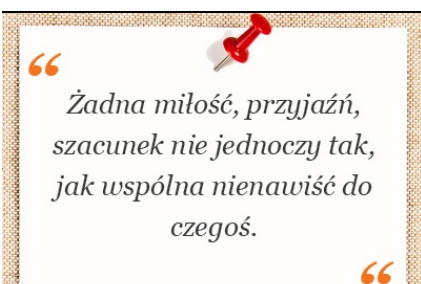 “
Żadna miłość, przyjaźń,
szacunek nie jednoczy tak,
jak wspólna nienawiść do
czegoś.
“